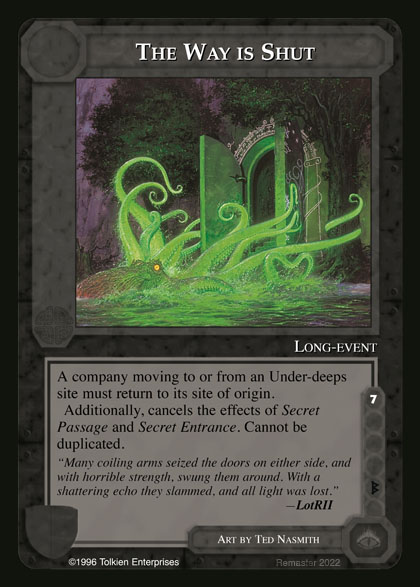 The Way is Shut
Long-event
A company moving to or from an Under-deeps
site must return to its site of origin.
Additionally, cancels the effects of Secret
Passage and Secret Entrance. Cannot be
duplicated.
7
“Many coiling arms seized the doors on either side, and
with horrible strength, swung them around. With a
shattering echo they slammed, and all light was lost.”
—LotRII
Art by Ted Nasmith
©1996 Tolkien Enterprises
Remaster 2022